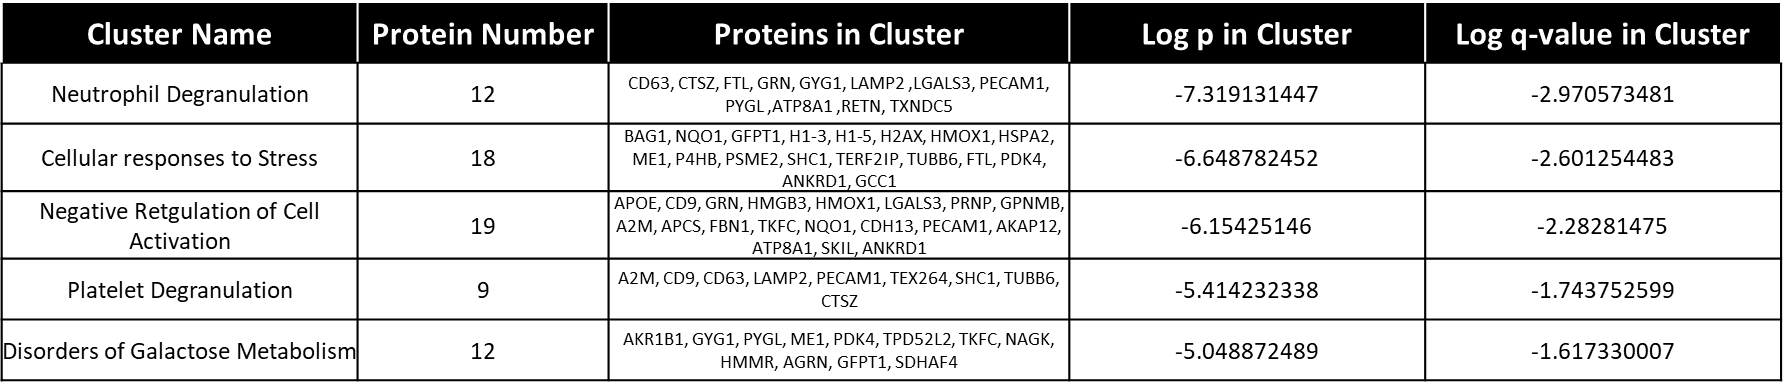 Cluster Name Protein Number Proteins in Cluster Log p in Cluster Log q-value in Cluster
Neutrophil Degranulation 12 CD63, CTSZ, FTL, GRN, GYG1, LAMP2 ,LGALS3, PECAM1,
PYGL ,ATP8A1 ,RETN, TXNDC5 -7.319131447 -2.970573481
Cellular responses to Stress 18 BAG1, NQO1, GFPT1, H1-3, H1-5, H2AX, HMOX1, HSPA2,
ME1, P4HB, PSME2, SHC1, TERF2IP, TUBB6, FTL, PDK4,
ANKRD1, GCC1 -6.648782452 -2.601254483
Negative Retgulation of Cell
Activation 19 APOE, CD9, GRN, HMGB3, HMOX1, LGALS3, PRNP, GPNMB,
A2M, APCS, FBN1, TKFC, NQO1, CDH13, PECAM1, AKAP12,
ATP8A1, SKIL, ANKRD1 -6.15425146 -2.28281475
Platelet Degranulation 9 A2M, CD9, CD63, LAMP2, PECAM1, TEX264, SHC1, TUBB6,
CTSZ -5.414232338 -1.743752599
Disorders of Galactose Metabolism 12 AKR1B1, GYG1, PYGL, ME1, PDK4, TPD52L2, TKFC, NAGK,
HMMR, AGRN, GFPT1, SDHAF4 -5.048872489 -1.617330007